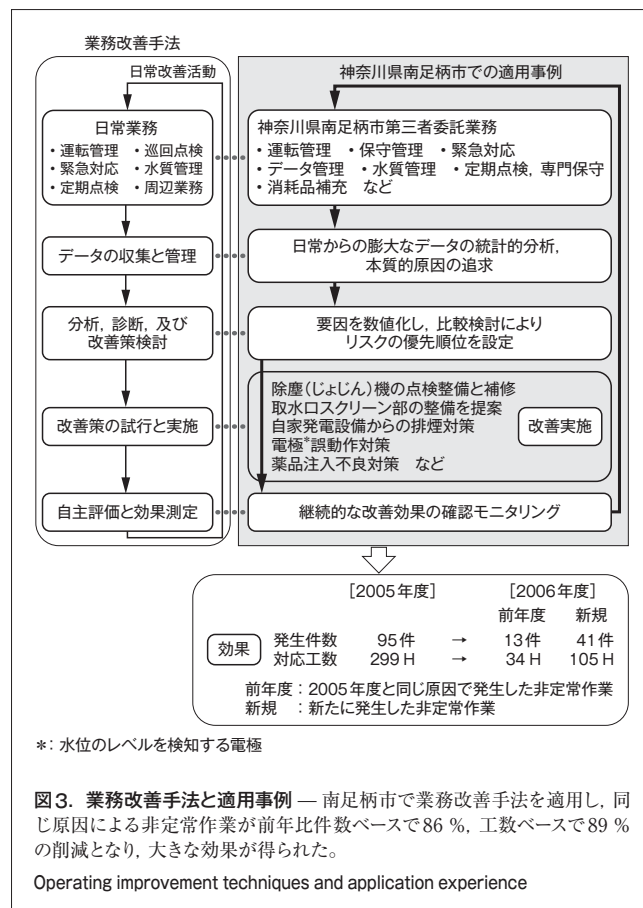 業務改善手法
日常改善活動
日常業務
・運転管理 ・巡回点検
・緊急対応 ・水質管理
・定期点検 ・周辺業務
データの収集と管理
分析，診断，及び
改善策検討
改善策の試行と実施
自主評価と効果測定
神奈川県南足柄市での適用事例
神奈川県南足柄市第三者委託業務
・運転管理 ・保守管理 ・緊急対応
・データ管理 ・水質管理 ・定期点検，専門保守
・消耗品補充 など
日常からの膨大なデータの統計的分析，
本質的原因の追求
要因を数値化し，比較検討により
リスクの優先順位を設定
除塵（じょじん）機の点検整備と補修
取水口スクリーン部の整備を提案
自家発電設備からの排煙対策
電極*誤動作対策
薬品注入不良対策 など
改善実施
継続的な改善効果の確認モニタリング
［2005年度］ ［2006年度］
前年度 新規
効果
発生件数 95件 → 13件 41件
対応工数 299 H → 34 H 105 H
前年度：2005年度と同じ原因で発生した非定常作業
新規 ：新たに発生した非定常作業
*：水位のレベルを検知する電極
図3．業務改善手法と適用事例 — 南足柄市で業務改善手法を適用し，同
じ原因による非定常作業が前年比件数ベースで86 %，工数ベースで89 %
の削減となり，大きな効果が得られた。
Operating improvement techniques and application experience